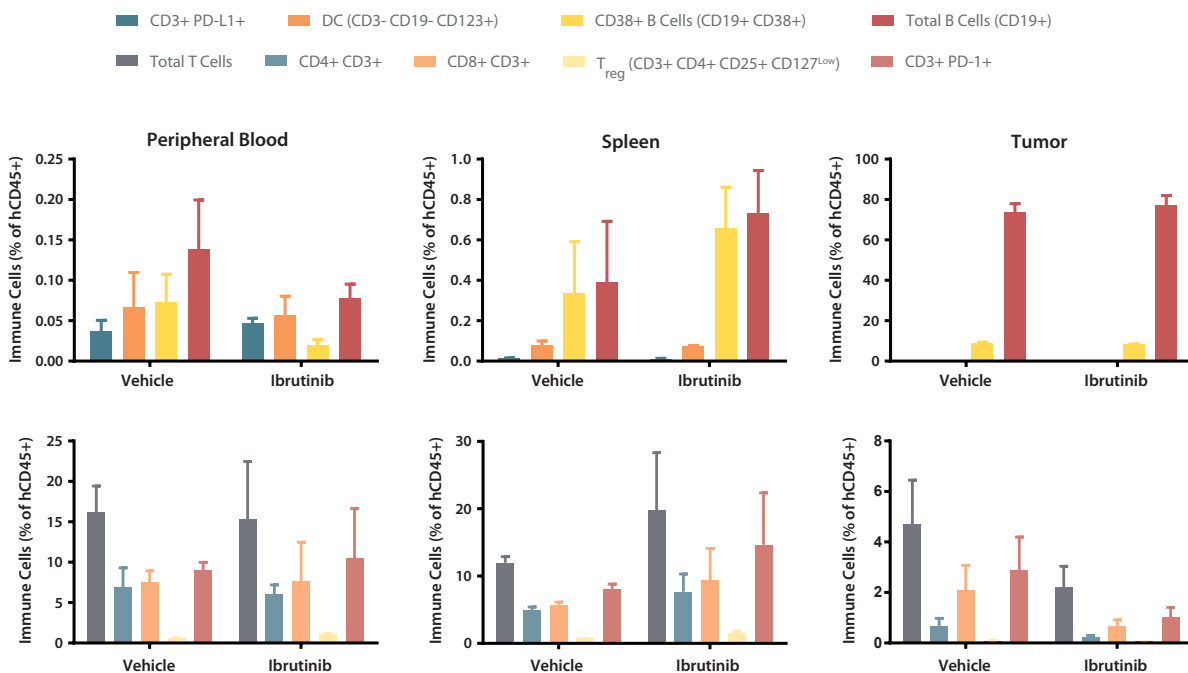 CD3+ PD-L1+ DC (CD3- CD19- CD123+) CD38+ B Cells (CD19+ CD38+) Total B Cells (CD19+)
Total T Cells CD4+ CD3+ CD8+ CD3+ Treg (CD3+ CD4+ CD25+ CD127Low) CD3+ PD-1+
Peripheral Blood
Immune Cells (% of hCD45+)
0.25
0.20
0.15
0.10
0.05
0.00
Vehicle Ibrutinib
Spleen
Immune Cells (% of hCD45+)
1.0
0.8
0.6
0.4
0.2
0.0
Vehicle Ibrutinib
Tumor
Immune Cells (% of hCD45+)
100
80
60
40
20
0
Vehicle Ibrutinib
Immune Cells (% of hCD45+)
25
20
15
10
5
0
Vehicle Ibrutinib
Immune Cells (% of hCD45+)
30
20
10
0
Vehicle Ibrutinib
Immune Cells (% of hCD45+)
8
6
4
2
0
Vehicle Ibrutinib